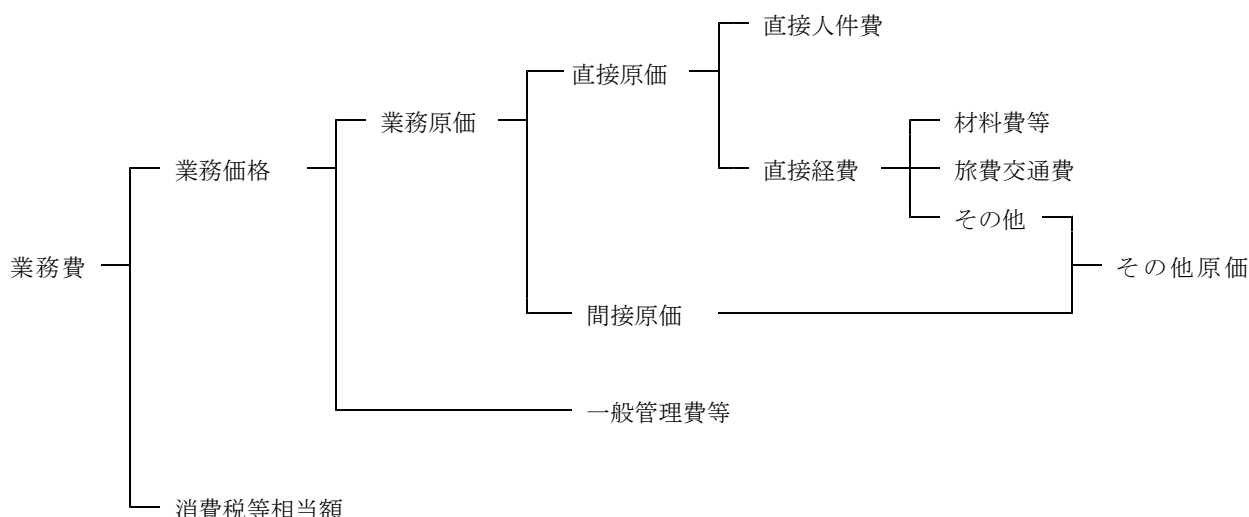 直接人件費
直接原価
業務原価
材料費等
業務価格
直接経費
旅費交通費
その他
業務費
その他原価
間接原価
一般管理費等
消費税等相当額